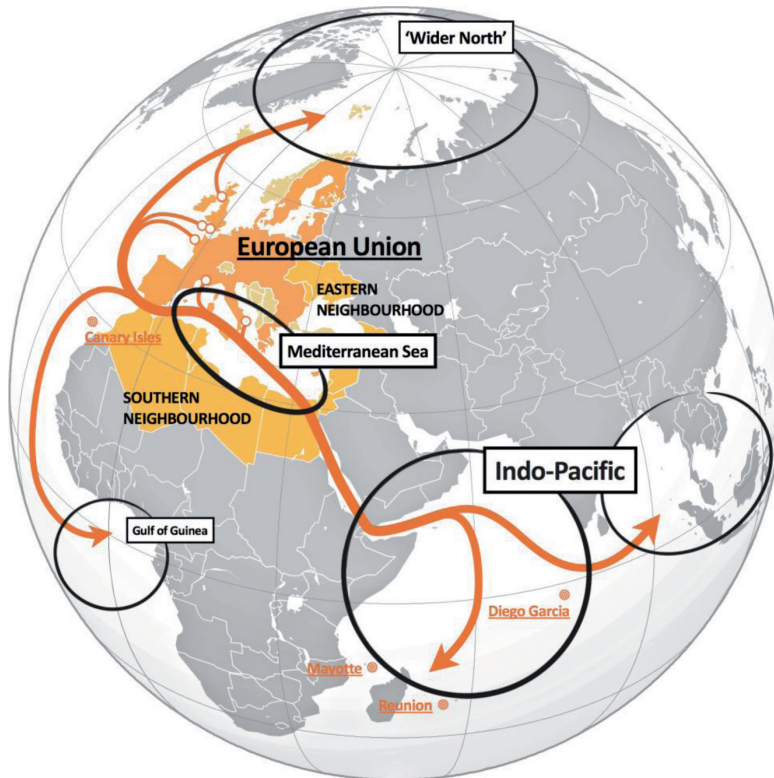 ‘Wider North’
European Union
EASTERN
NEIGHBOURHOOD
Canary Isles
Mediterranean Sea
SOUTHERN
NEIGHBOURHOOD
Indo-Pacific
Gulf of Guinea
Diego Garcia
Mayotte
Reunion